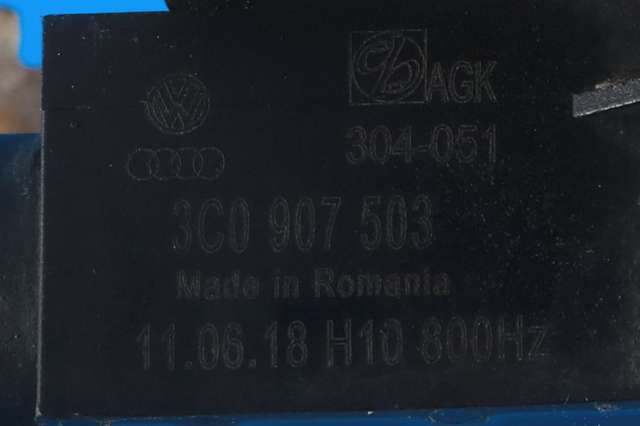 AGK
304-051
3C0 907 503
Made in Romania
11.06.18 H10 800Hz